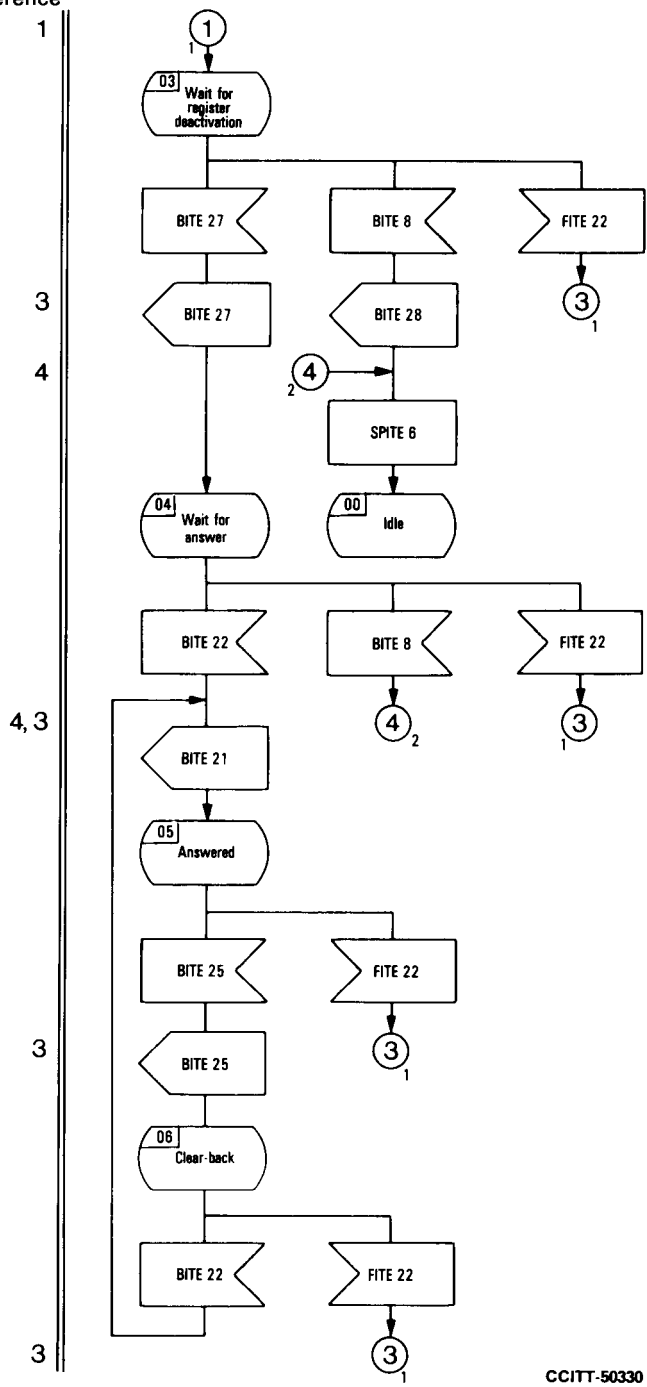 erence
1
1
1
03
Wait for
register
deactivation
BITE 27
BITE 8
FITE 22
3
BITE 27
BITE 28
3
1
4
4
2
SPITE 6
04
Wait for
answer
00
Idle
BITE 22
BITE 8
FITE 22
4, 3
4
2
3
1
BITE 21
05
Answered
BITE 25
FITE 22
3
BITE 25
3
1
06
Clear-back
BITE 22
FITE 22
3
3
1
CCITT-50330